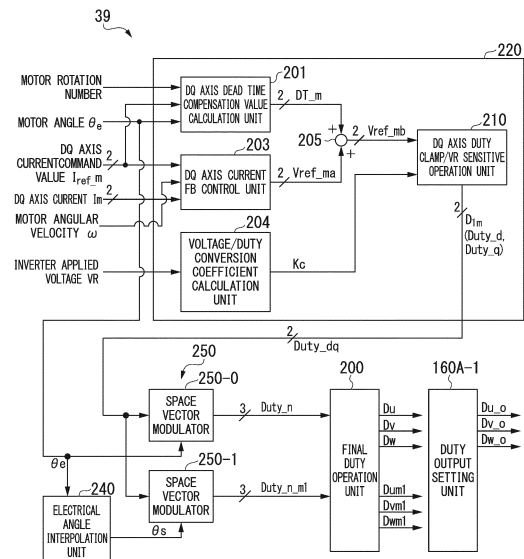 39
220
MOTOR ROTATION
NUMBER
MOTOR ANGLE θe
DQ AXIS
CURRENTCOMMAND
VALUE Iref_m
2
DQ AXIS CURRENT Im
2
MOTOR ANGULAR
VELOCITY ω
INVERTER APPLIED
VOLTAGE VR
201
DQ AXIS DEAD TIME
COMPENSATION VALUE
CALCULATION UNIT
2
DT_m
203
DQ AXIS CURRENT
FB CONTROL UNIT
2
Vref_ma
204
VOLTAGE/DUTY
CONVERSION
COEFFICIENT
CALCULATION
UNIT
Kc
205
+
+
2
Vref_mb
210
DQ AXIS DUTY
CLAMP/VR SENSITIVE
OPERATION UNIT
2
D1m
(Duty_d,
Duty_q)
2
Duty_dq
250
250-0
SPACE
VECTOR
MODULATOR
3
Duty_n
250-1
SPACE
VECTOR
MODULATOR
3
Duty_n_m1
θe
240
ELECTRICAL
ANGLE
INTERPOLATION
UNIT
θs
200
FINAL
DUTY
OPERATION
UNIT
Du
Dv
Dw
Dum1
Dvm1
Dwm1
160A-1
DUTY
OUTPUT
SETTING
UNIT
Du_o
Dv_o
Dw_o